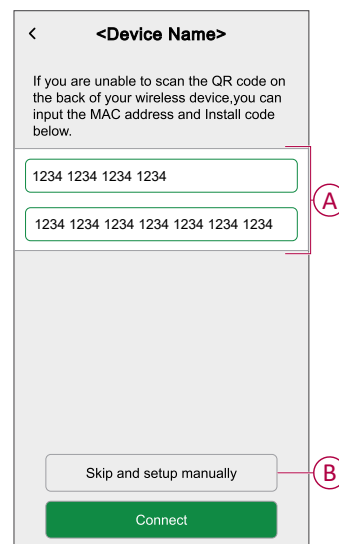 < <Device Name>
If you are unable to scan the QR code on
the back of your wireless device,you can
input the MAC address and Install code
below.
1234 1234 1234 1234
A
1234 1234 1234 1234 1234 1234 1234
Skip and setup manually
B
Connect